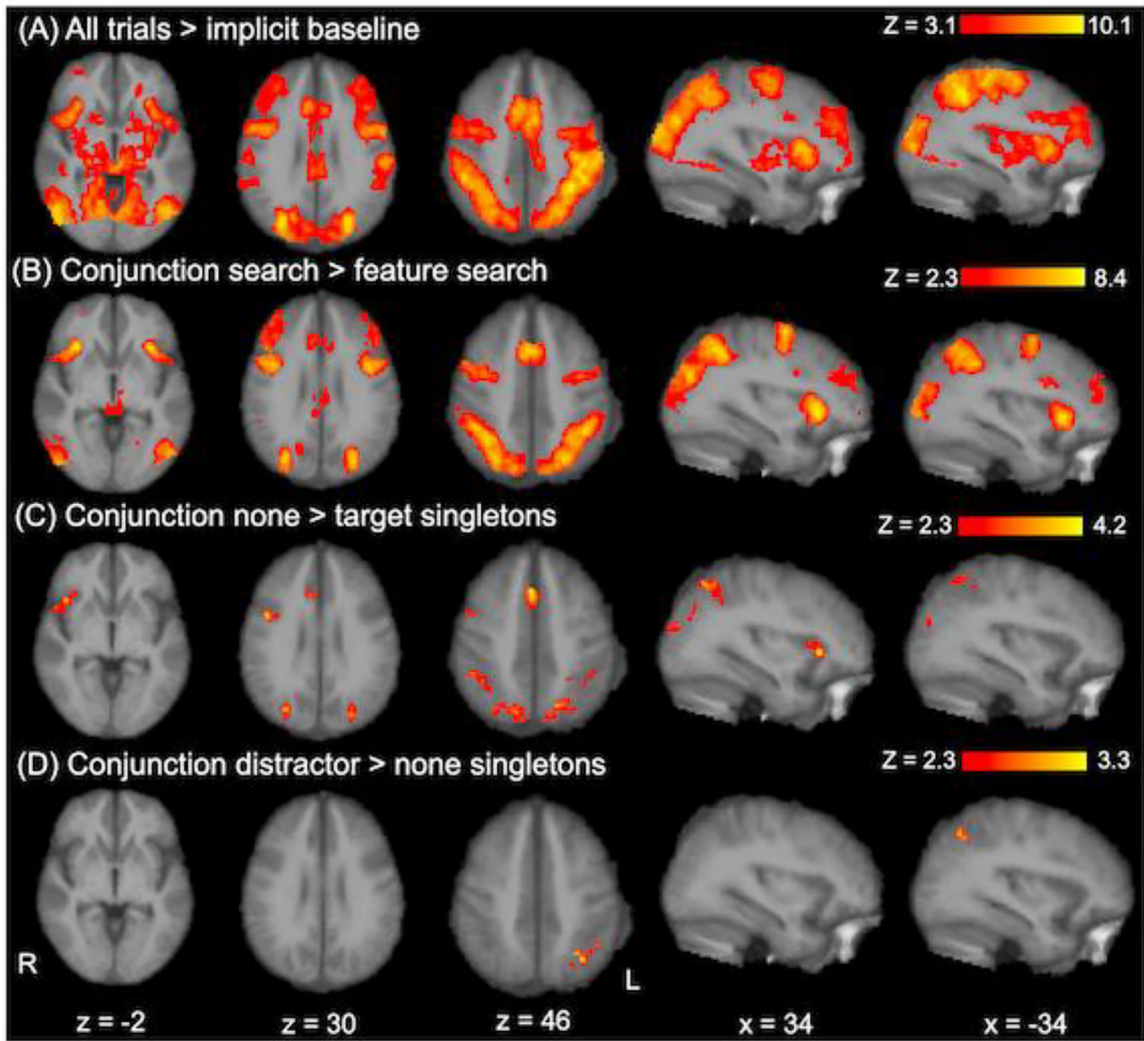 (A) All trials > implicit baseline
Z = 3.1 10.1
(B) Conjunction search > feature search
Z = 2.3 8.4
(C) Conjunction none > target singletons
Z = 2.3 4.2
(D) Conjunction distractor > none singletons
Z = 2.3 3.3
R L
z = -2 z = 30 z = 46 x = 34 x = -34